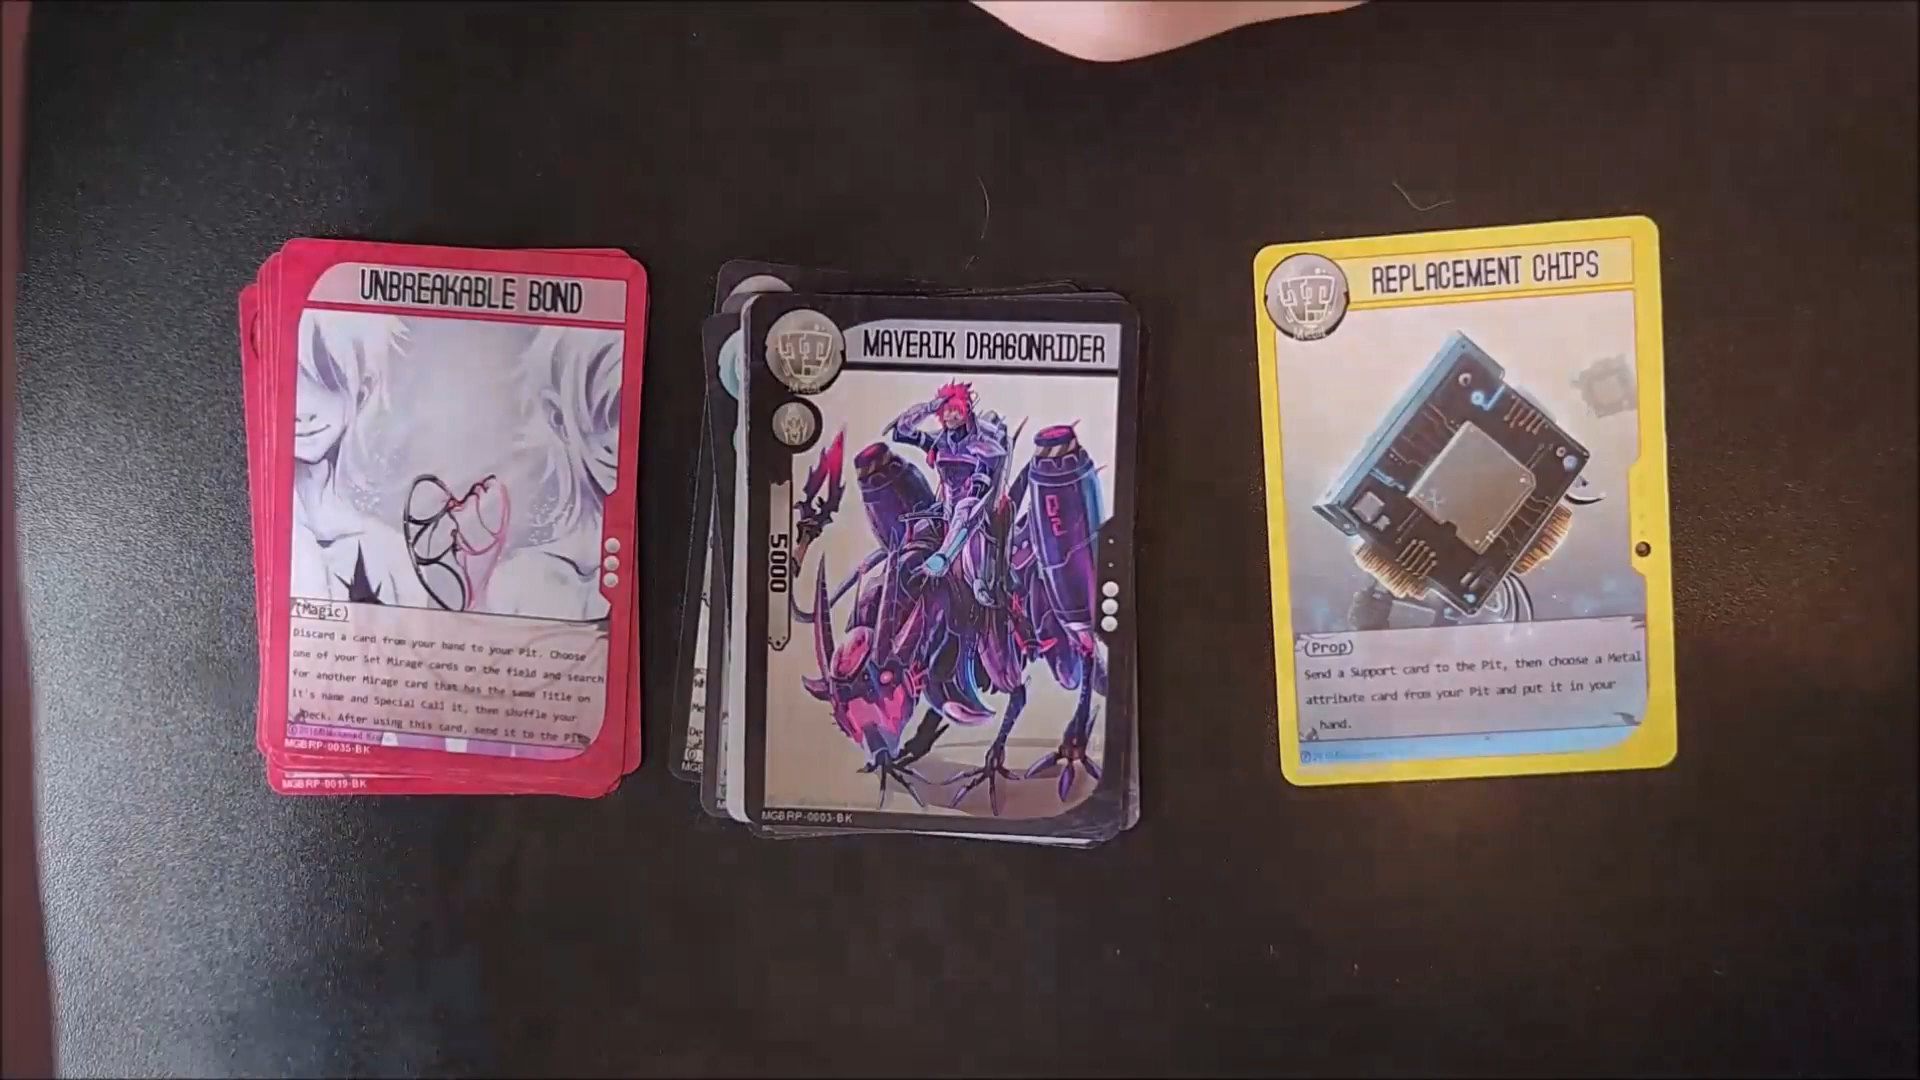 UNBREAKABLE BOND
(Magic)
Discard a card from your hand to your Pit. Choose
one of your Set Mirage cards on the field and search
for another Mirage card that has the same Title on
it's name and Special Call it, then shuffle your
Deck. After using this card, send it to the Pit
MGBRP-0035-BK
MGBRP-0019-BK
MAVERIK DRAGONRIDER
Metal
5000
MGBRP-0003-BK
REPLACEMENT CHIPS
Metal
(Prop)
Send a Support card to the Pit, then choose a Metal
attribute card from your Pit and put it in your
hand.